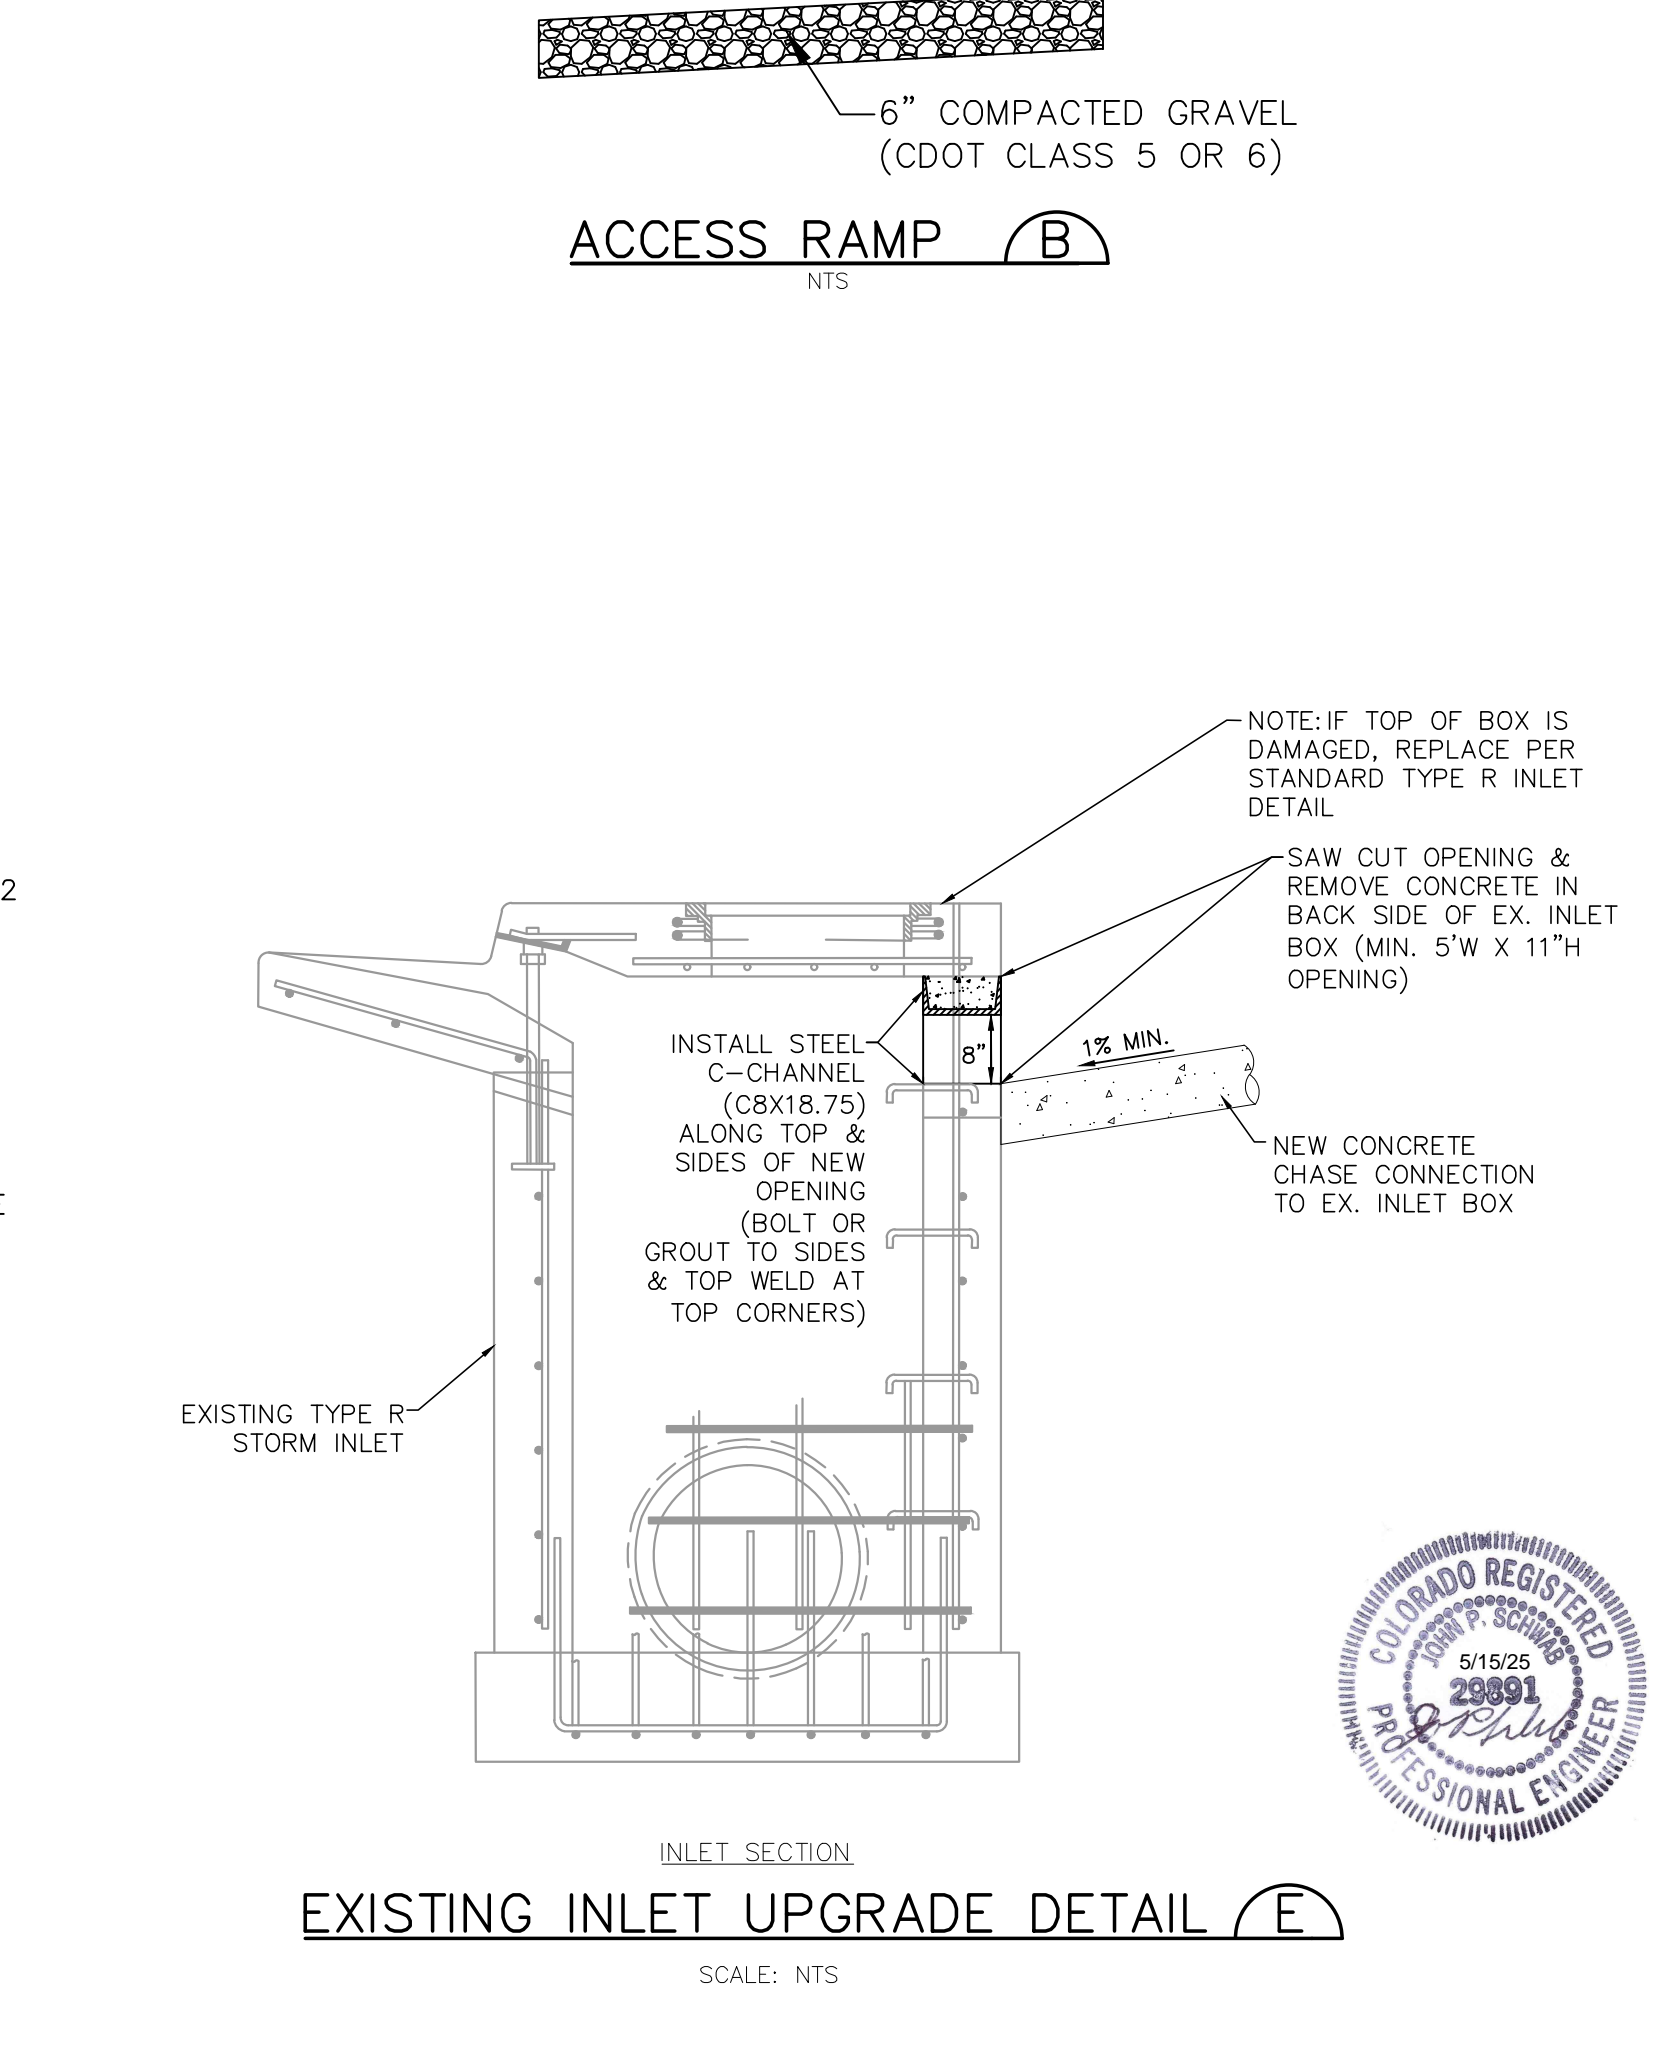 6” COMPACTED GRAVEL
(CDOT CLASS 5 OR 6)
ACCESS RAMP B
NTS
NOTE:IF TOP OF BOX IS
DAMAGED, REPLACE PER
STANDARD TYPE R INLET
DETAIL
SAW CUT OPENING &
REMOVE CONCRETE IN
BACK SIDE OF EX. INLET
BOX (MIN. 5’W X 11”H
OPENING)
2
INSTALL STEEL
C-CHANNEL
(C8X18.75)
ALONG TOP &
SIDES OF NEW
OPENING
(BOLT OR
GROUT TO SIDES
& TOP WELD AT
TOP CORNERS)
8”
1% MIN.
NEW CONCRETE
CHASE CONNECTION
TO EX. INLET BOX
EXISTING TYPE R
STORM INLET
COLORADO REGISTERED
JOHN P. SCHWAB
5/15/25
29891
PROFESSIONAL ENGINEER
INLET SECTION
EXISTING INLET UPGRADE DETAIL E
SCALE: NTS